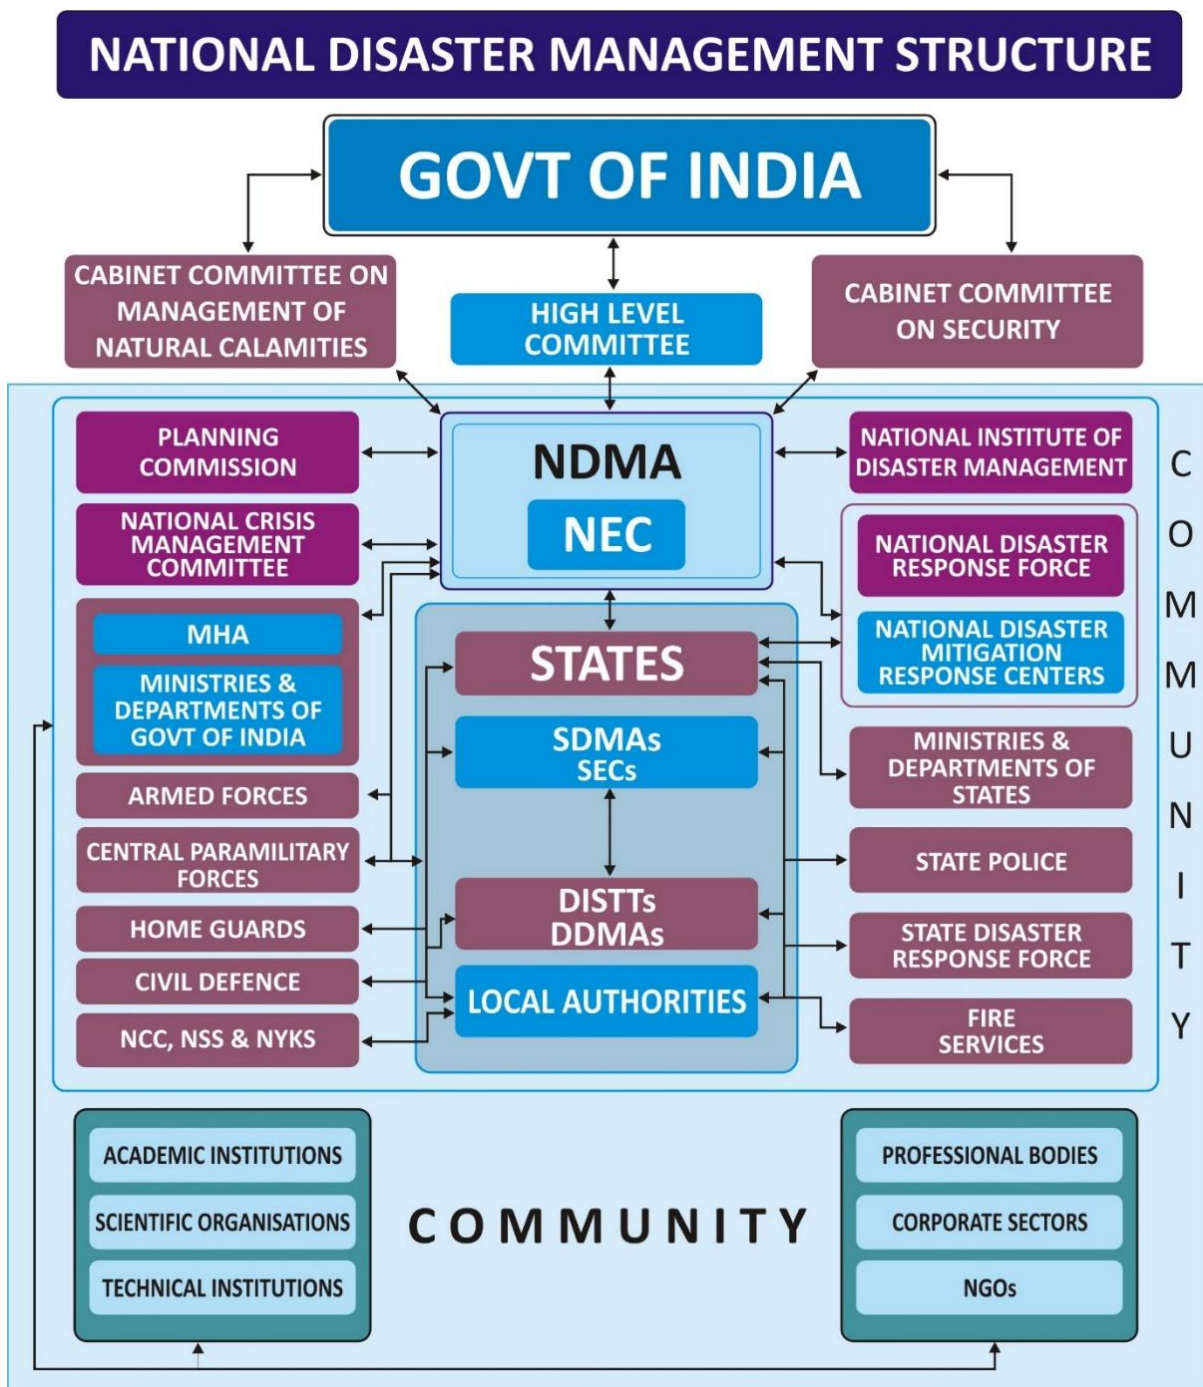 NATIONAL DISASTER MANAGEMENT STRUCTURE
GOVT OF INDIA
CABINET COMMITTEE ON
MANAGEMENT OF
NATURAL CALAMITIES
HIGH LEVEL
COMMITTEE
CABINET COMMITTEE
ON SECURITY
PLANNING
COMMISSION
NATIONAL CRISIS
MANAGEMENT
COMMITTEE
MHA
MINISTRIES &
DEPARTMENTS OF
GOVT OF INDIA
ARMED FORCES
CENTRAL PARAMILITARY
FORCES
HOME GUARDS
CIVIL DEFENCE
NCC, NSS & NYKS
NDMA
NEC
STATES
SDMAs
SECs
DISTTs
DDMAs
LOCAL AUTHORITIES
NATIONAL INSTITUTE OF
DISASTER MANAGEMENT
NATIONAL DISASTER
RESPONSE FORCE
NATIONAL DISASTER
MITIGATION
RESPONSE CENTERS
MINISTRIES &
DEPARTMENTS OF
STATES
STATE POLICE
STATE DISASTER
RESPONSE FORCE
FIRE
SERVICES
COMMUNITY
ACADEMIC INSTITUTIONS
SCIENTIFIC ORGANISATIONS
TECHNICAL INSTITUTIONS
COMMUNITY
PROFESSIONAL BODIES
CORPORATE SECTORS
NGOs